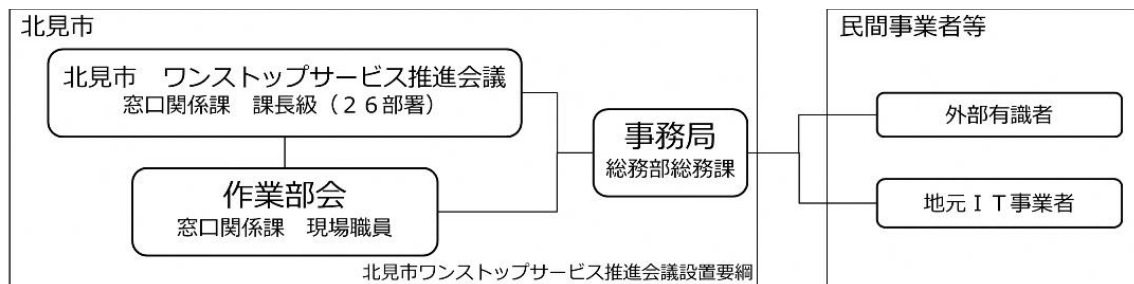 北見市
北見市　ワンストップサービス推進会議
窓口関係課　課長級（２６部署）
作業部会
窓口関係課　現場職員
事務局
総務部総務課
北見市ワンストップサービス推進会議設置要綱
民間事業者等
外部有識者
地元ＩＴ事業者